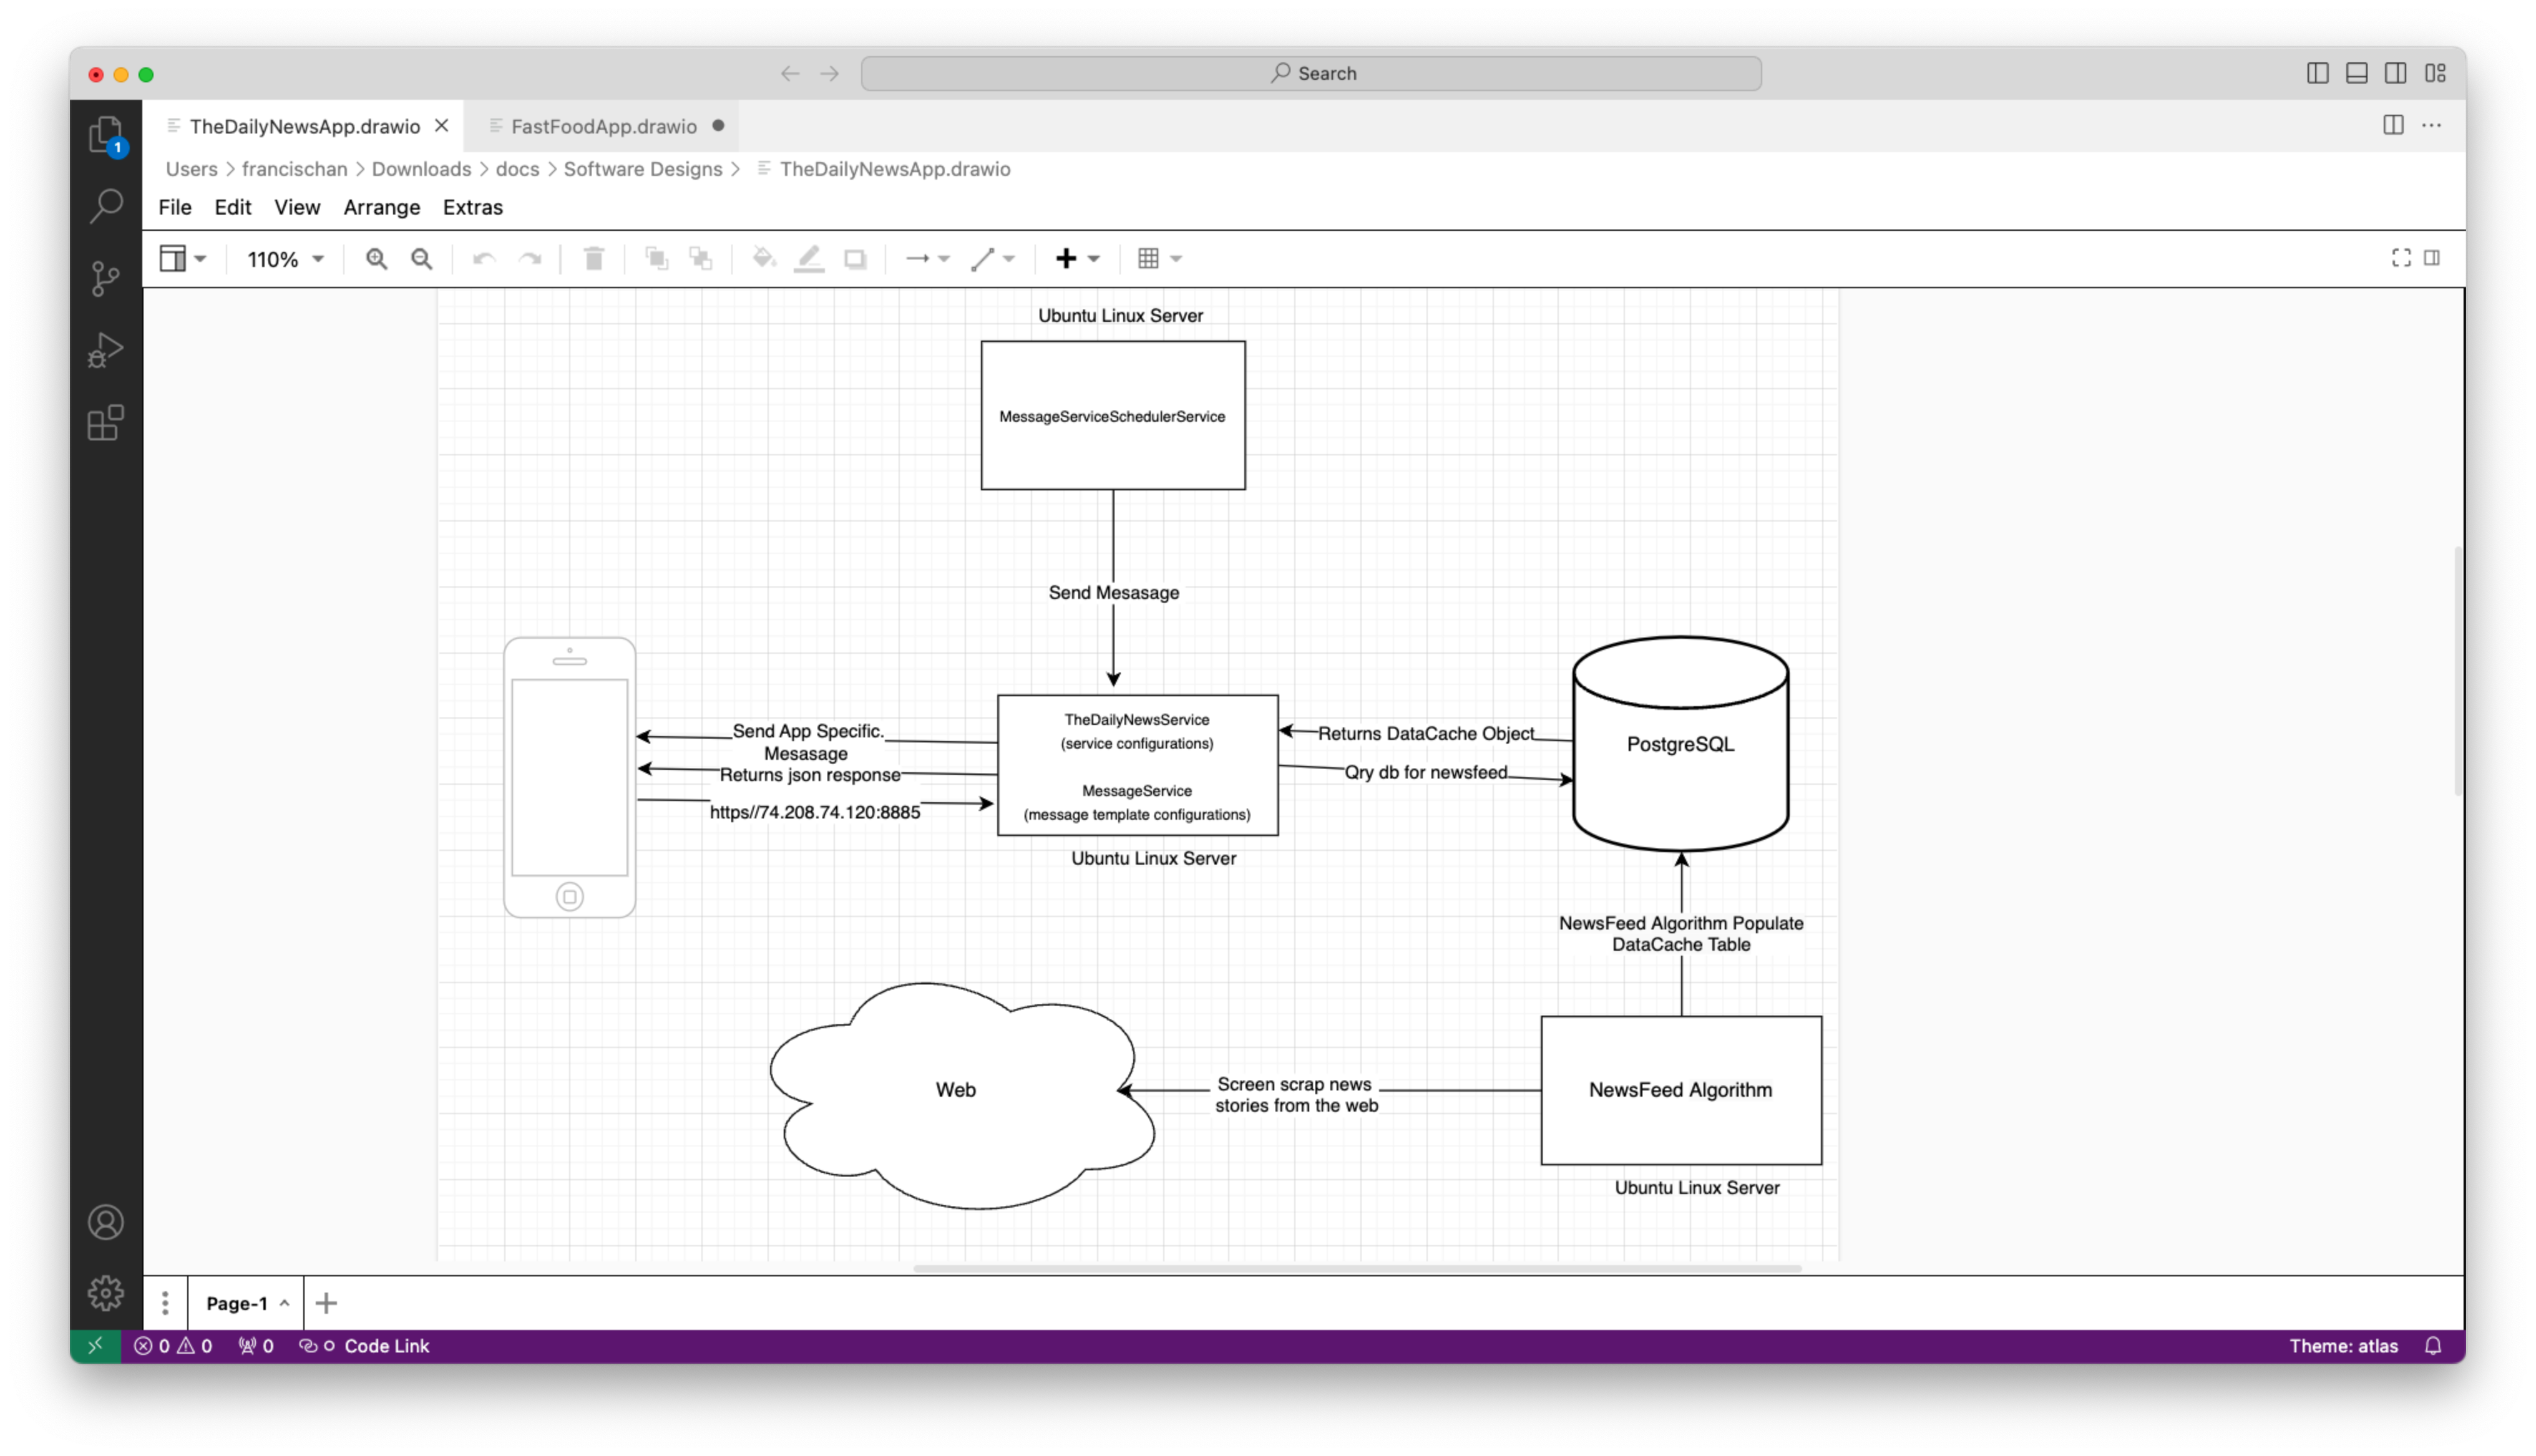 Search
TheDailyNewsApp.drawio
FastFoodApp.drawio
1
Users > francischan > Downloads > docs > Software Designs > TheDailyNewsApp.drawio
File Edit View Arrange Extras
110%
Ubuntu Linux Server
MessageServiceSchedulerService
Send Mesasage
TheDailyNewsService
(service configurations)
MessageService
(message template configurations)
Ubuntu Linux Server
Send App Specific.
Mesasage
Returns json response
https//74.208.74.120:8885
Returns DataCache Object
Qry db for newsfeed
PostgreSQL
NewsFeed Algorithm Populate
DataCache Table
Web
Screen scrap news
stories from the web
NewsFeed Algorithm
Ubuntu Linux Server
Page-1
0 0 0 Code Link
Theme: atlas